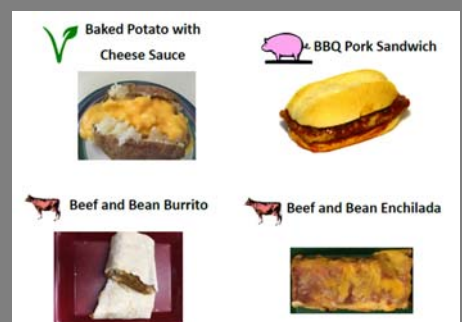 Baked Potato with
Cheese Sauce
BBQ Pork Sandwich
Beef and Bean Burrito
Beef and Bean Enchilada